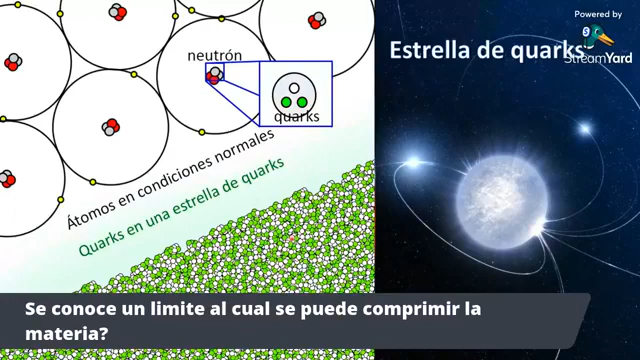 Powered by
StreamYard
Estrella de quarks
neutrón
quarks
Átomos en condiciones normales
Quarks en una estrella de quarks
Se conoce un limite al cual se puede comprimir la
materia?